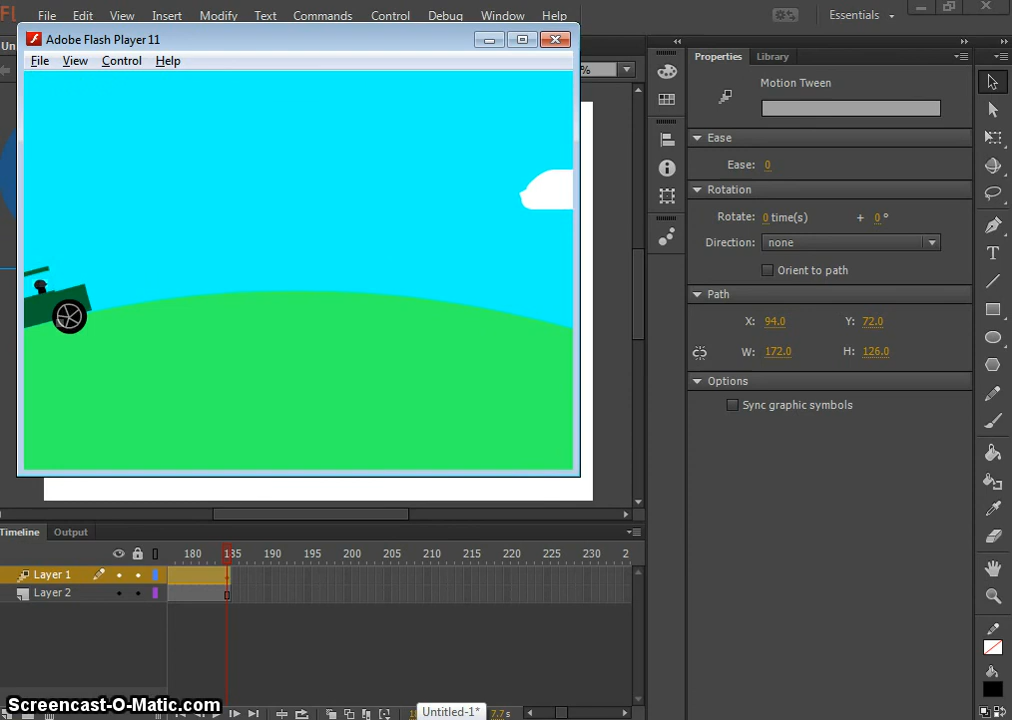 Fl File Edit View Insert Modify Text Commands Control Debug Window Help Essentials
Adobe Flash Player 11
File View Control Help
Properties Library
Motion Tween
Ease
Ease: 0
Rotation
Rotate: 0 time(s) + 0 °
Direction: none
Orient to path
Path
X: 94.0 Y: 72.0
W: 172.0 H: 126.0
Options
Sync graphic symbols
Timeline Output
180 185 190 195 200 205 210 215 220 225 230 2
Layer 1
Layer 2
Screencast-O-Matic.com
Untitled-1*
7.7s